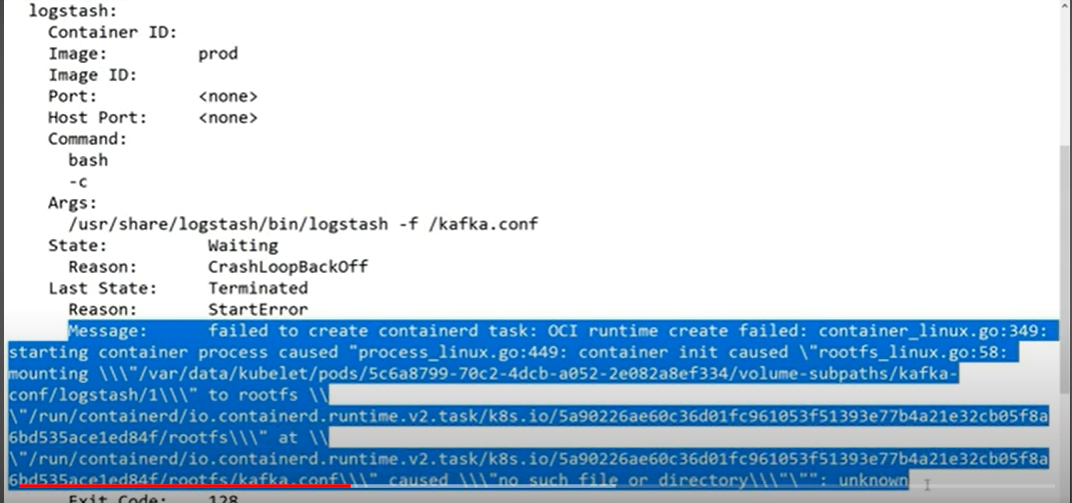 logstash:
Container ID:
Image: prod
Image ID:
Port: <none>
Host Port: <none>
Command:
bash
-c
Args:
/usr/share/logstash/bin/logstash -f /kafka.conf
State: Waiting
Reason: CrashLoopBackOff
Last State: Terminated
Reason: StartError
Message: failed to create containerd task: OCI runtime create failed: container_linux.go:349:
starting container process caused "process_linux.go:449: container init caused \"rootfs_linux.go:58:
mounting \\\"/var/data/kubelet/pods/5c6a8799-70c2-4dcb-a052-2e082a8ef334/volume-subpaths/kafka-
conf/logstash/1\\\" to rootfs \\
\"/run/containerd/io.containerd.runtime.v2.task/k8s.io/5a90226ae60c36d01fc961053f51393e77b4a21e32cb05f8a
6bd535ace1ed84f/rootfs\\\" at \\
\"/run/containerd/io.containerd.runtime.v2.task/k8s.io/5a90226ae60c36d01fc961053f51393e77b4a21e32cb05f8a
6bd535ace1ed84f/rootfs/kafka.conf\\\" caused \\\"no such file or directory\\\"\"": unknown
Exit Code: 128